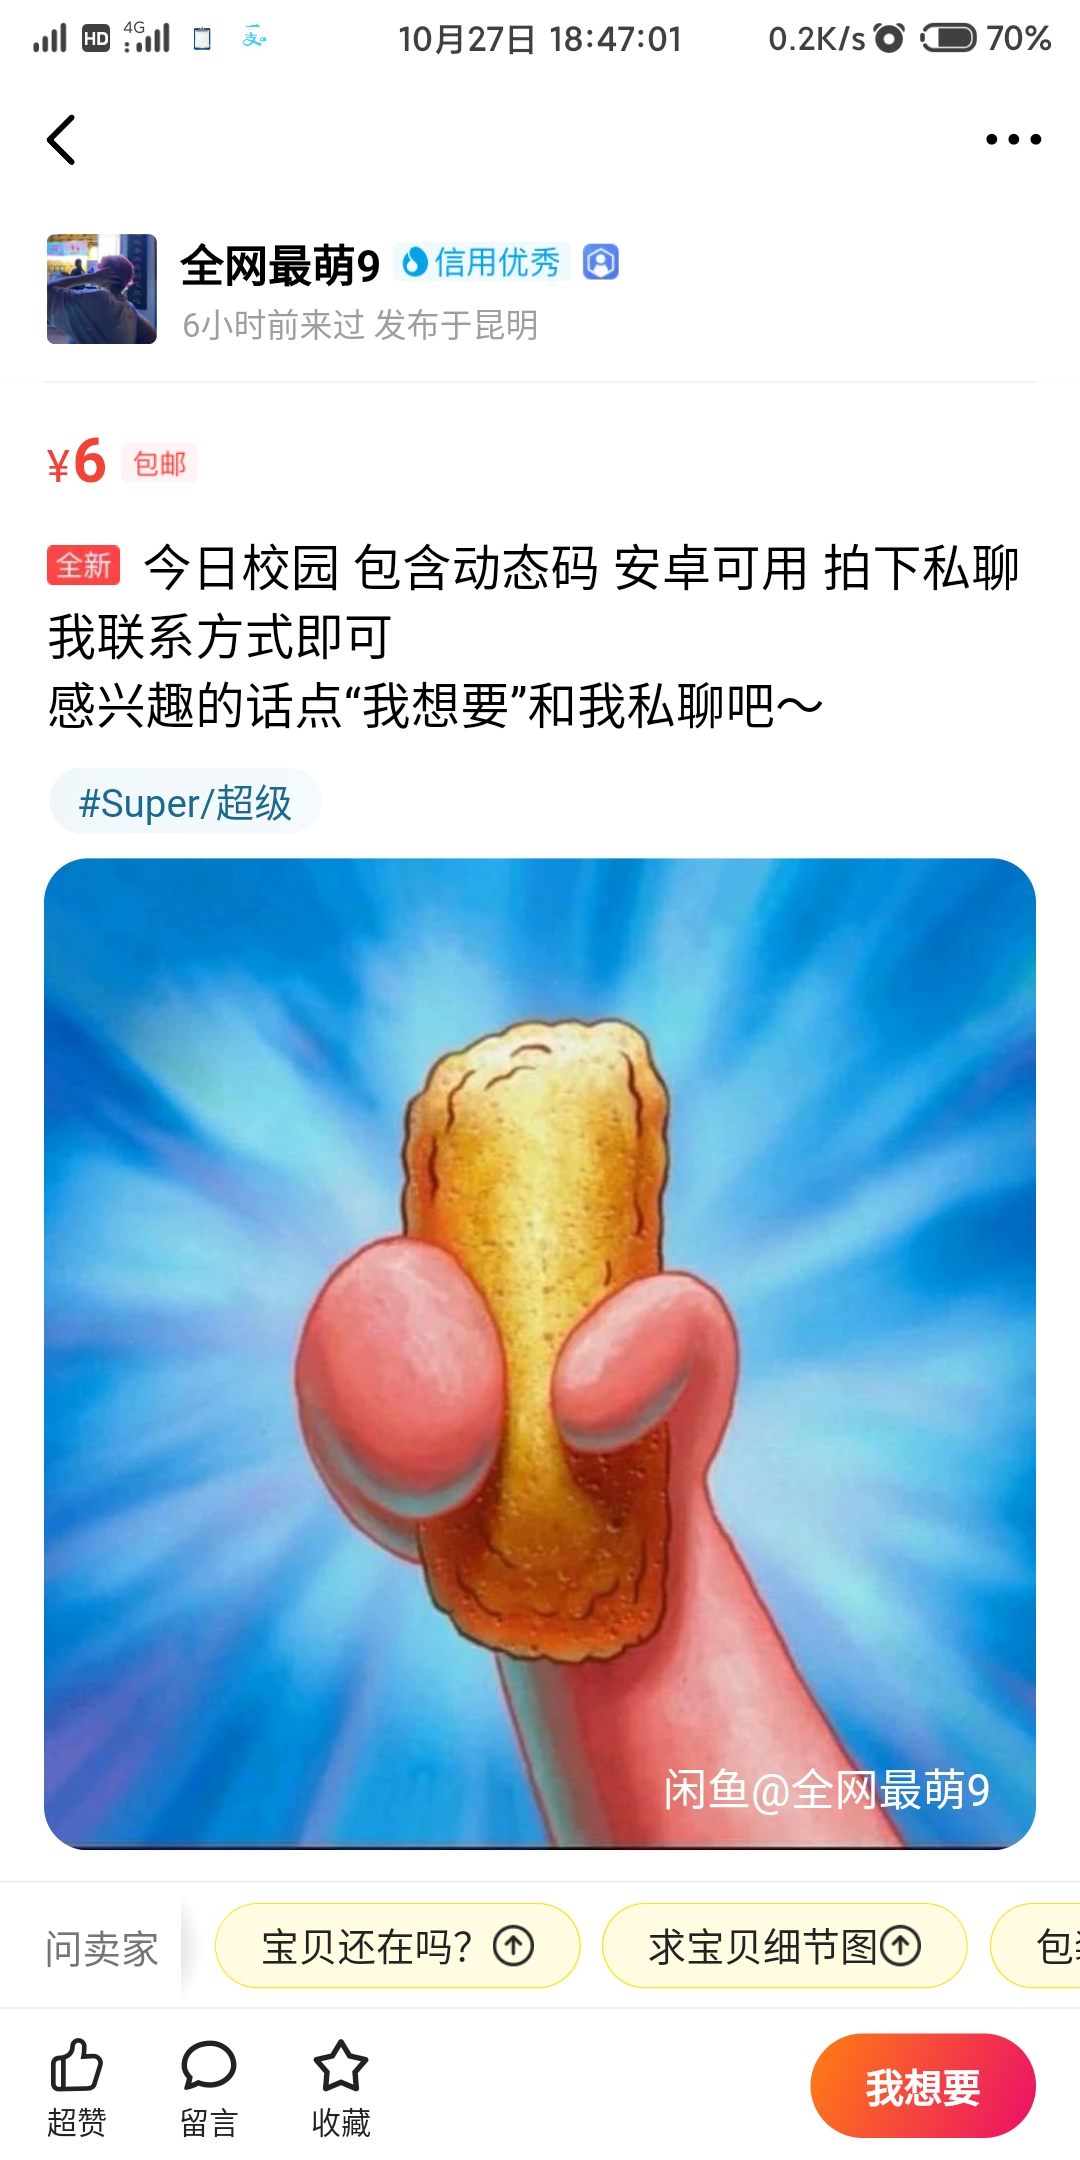 HD 4G 支 10月27日 18:47:01 0.2K/s 70%
全网最萌9 信用优秀
6小时前来过 发布于昆明
¥6 包邮
全新 今日校园 包含动态码 安卓可用 拍下私聊
我联系方式即可
感兴趣的话点“我想要”和我私聊吧～
#Super/超级
闲鱼@全网最萌9
问卖家 宝贝还在吗？ 求宝贝细节图 包
超赞 留言 收藏 我想要